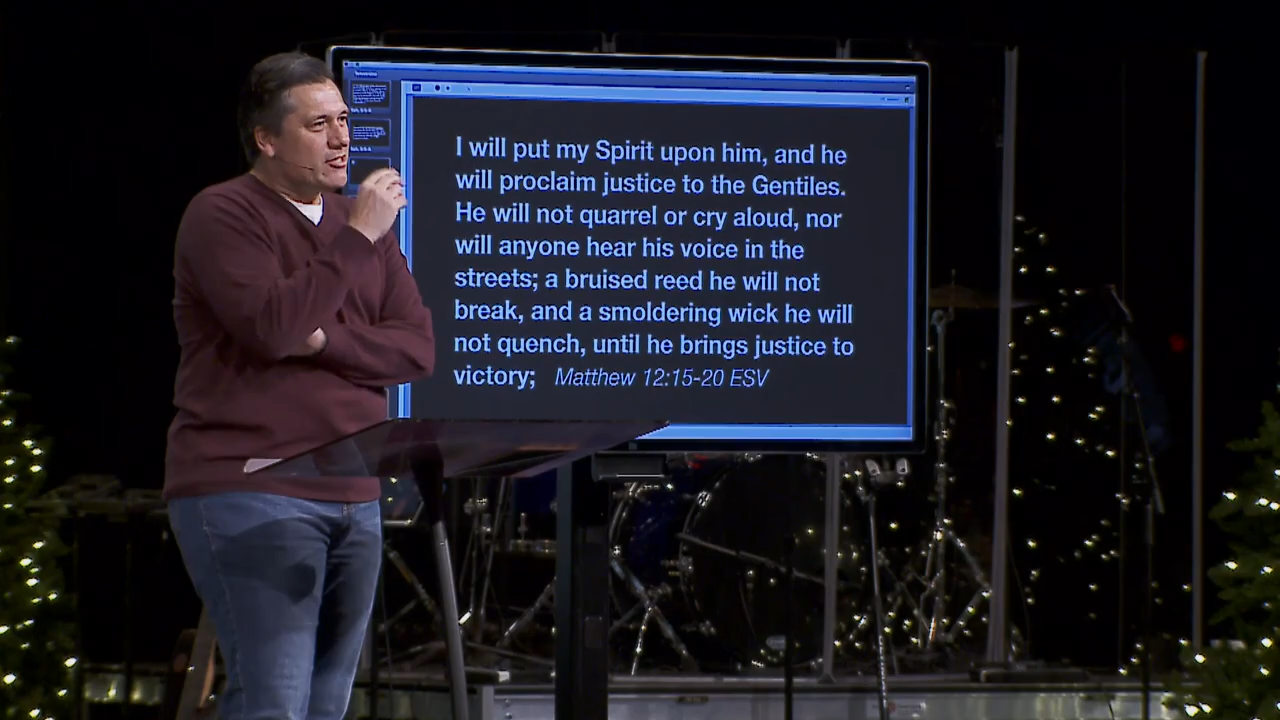 I will put my Spirit upon him, and he
will proclaim justice to the Gentiles.
He will not quarrel or cry aloud, nor
will anyone hear his voice in the
streets; a bruised reed he will not
break, and a smoldering wick he will
not quench, until he brings justice to
victory; Matthew 12:15-20 ESV